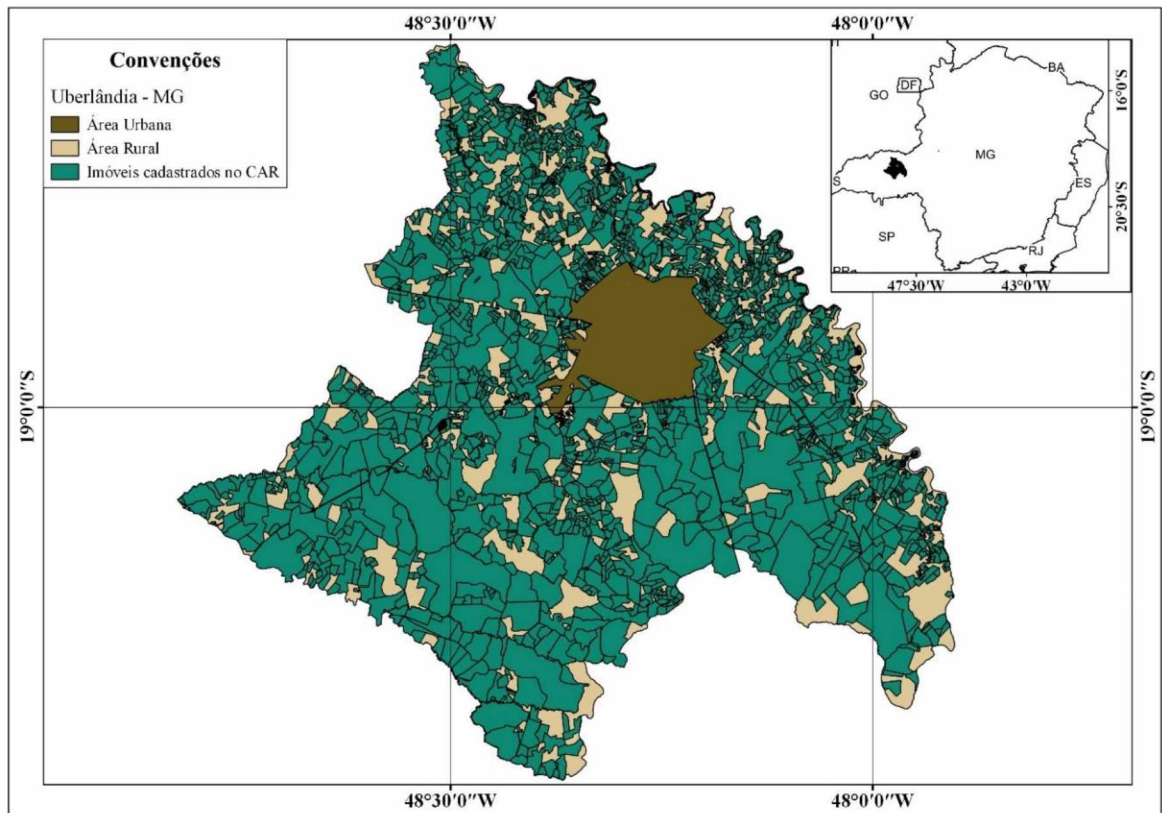 48°30'0"W 48°0'0"W
Convenções
Uberlândia - MG
Área Urbana
Área Rural
Imóveis cadastrados no CAR
BA
DF
GO
16°0'S
MG
S
ES
20°30'S
SP
RJ
47°30'W 43°0'W
19°0'0"S 19°0'0"S
48°30'0"W 48°0'0"W